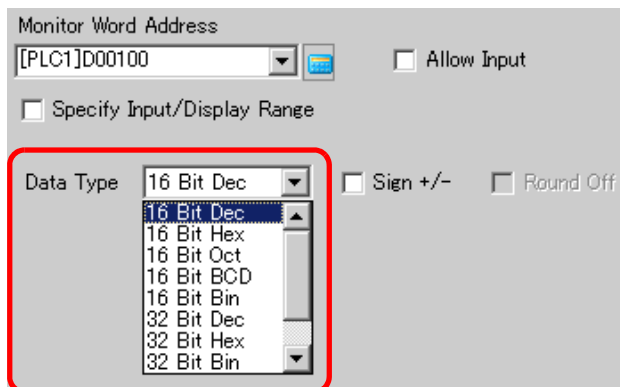 Monitor Word Address
[PLC1]D00100
Allow Input
Specify Input/Display Range
Data Type 16 Bit Dec Sign +/- Round Off
16 Bit Dec
16 Bit Hex
16 Bit Oct
16 Bit BCD
16 Bit Bin
32 Bit Dec
32 Bit Hex
32 Bit Bin